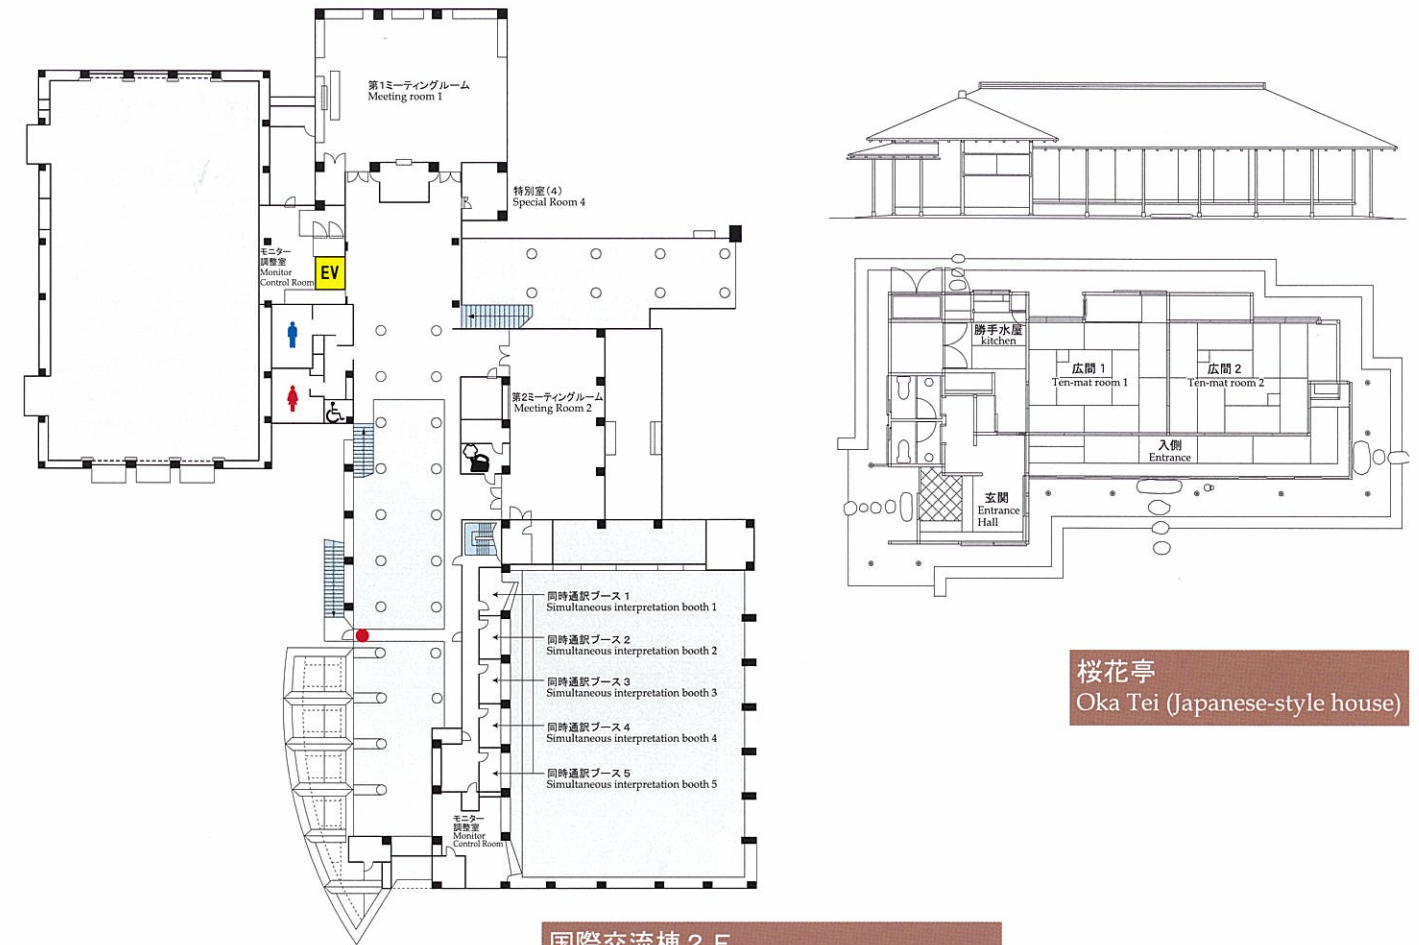 第1ミーティングルーム
Meeting room 1
特別室(4)
Special Room 4
モニター
調整室
Monitor
Control Room
EV
第2ミーティングルーム
Meeting Room 2
同時通訳ブース 1
Simultaneous interpretation booth 1
同時通訳ブース 2
Simultaneous interpretation booth 2
同時通訳ブース 3
Simultaneous interpretation booth 3
同時通訳ブース 4
Simultaneous interpretation booth 4
同時通訳ブース 5
Simultaneous interpretation booth 5
モニター
調整室
Monitor
Control Room
国際交流棟2F
勝手水屋
kitchen
広間 1
Ten-mat room 1
広間 2
Ten-mat room 2
入側
Entrance
玄関
Entrance
Hall
桜花亭
Oka Tei (Japanese-style house)